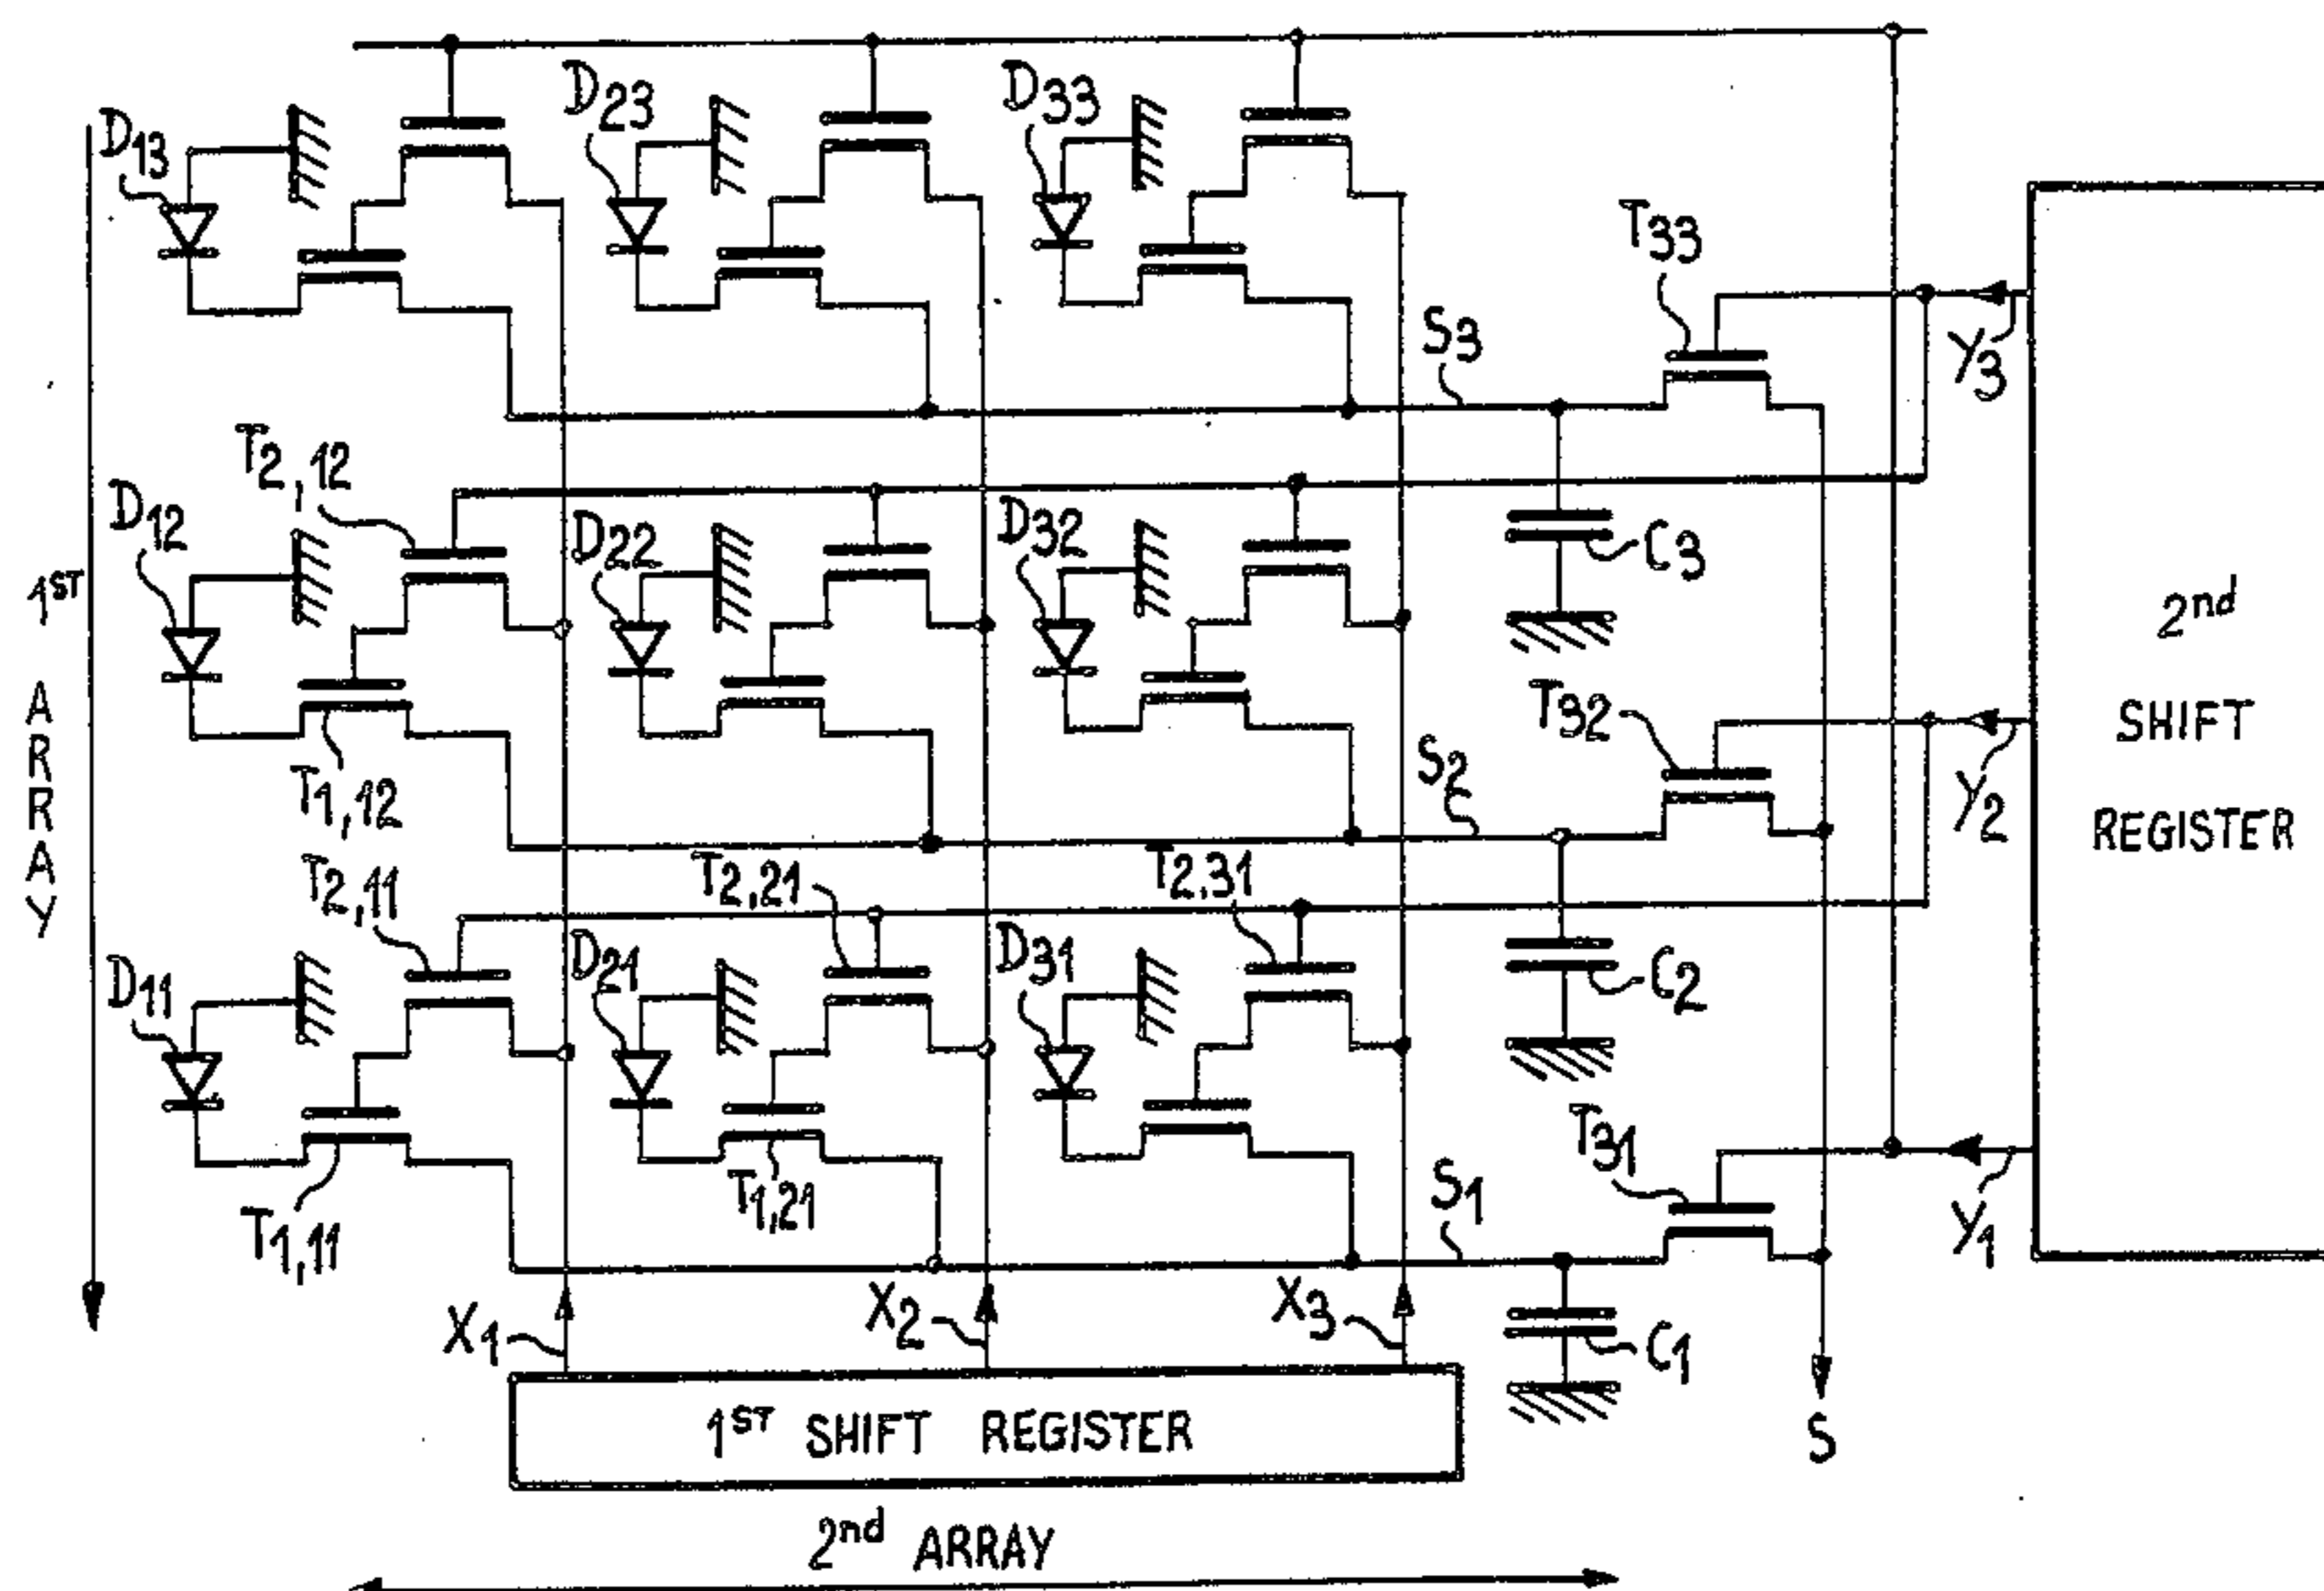 D13
D23
D33
T33
Y3
S3
T2,12
D12
D22
D32
C3
T32
Y2
S2
T1,12
1ST ARRAY
2nd
SHIFT
REGISTER
T2,11
T2,21
T2,31
D11
D21
D31
C2
T31
Y1
S1
T1,11
T1,21
X1
X2
X3
C1
S
1ST SHIFT REGISTER
2nd ARRAY